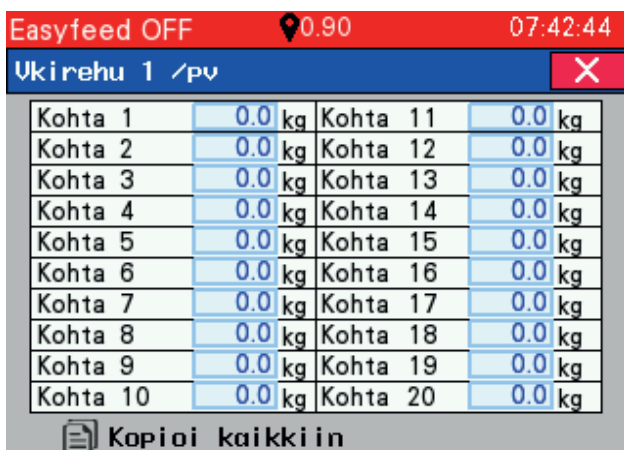 Easyfeed OFF 0.90 07:42:44
Vkirehu 1 /pv X
Kohta 1 0.0 kg Kohta 11 0.0 kg
Kohta 2 0.0 kg Kohta 12 0.0 kg
Kohta 3 0.0 kg Kohta 13 0.0 kg
Kohta 4 0.0 kg Kohta 14 0.0 kg
Kohta 5 0.0 kg Kohta 15 0.0 kg
Kohta 6 0.0 kg Kohta 16 0.0 kg
Kohta 7 0.0 kg Kohta 17 0.0 kg
Kohta 8 0.0 kg Kohta 18 0.0 kg
Kohta 9 0.0 kg Kohta 19 0.0 kg
Kohta 10 0.0 kg Kohta 20 0.0 kg
Kopioi kaikkiin